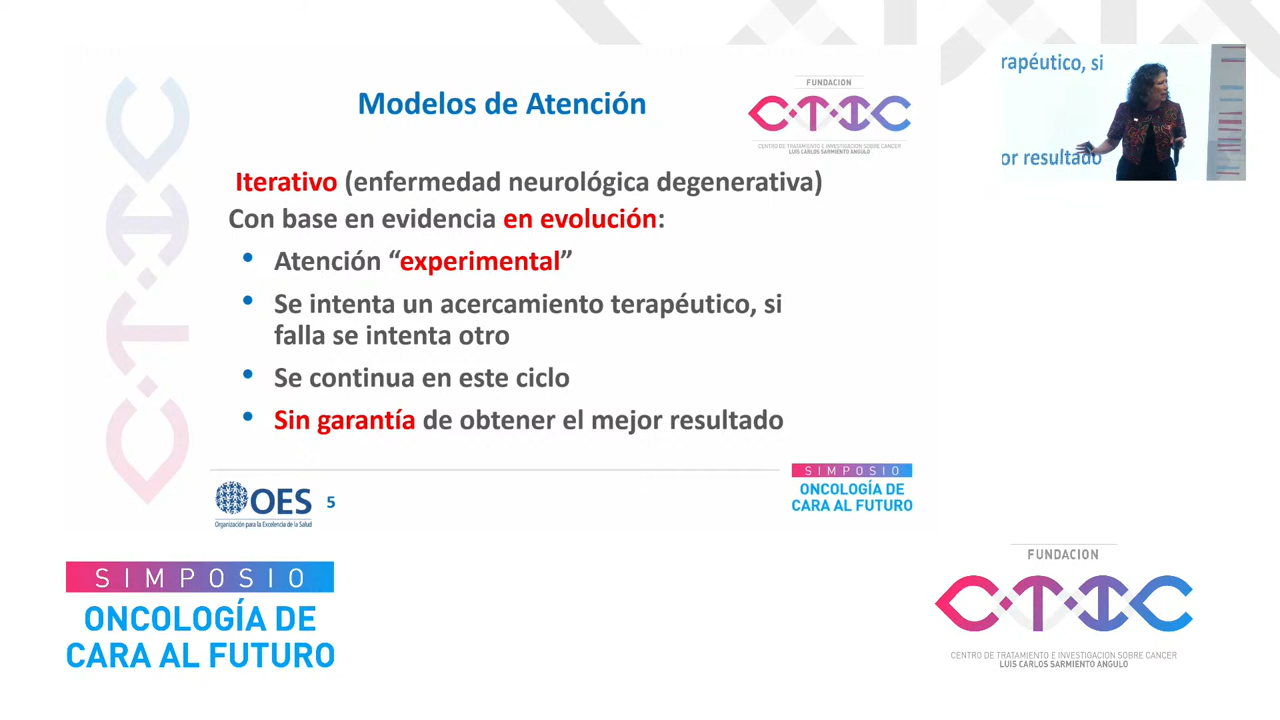 Modelos de Atención
FUNDACION
CTIC
CENTRO DE TRATAMIENTO E INVESTIGACION SOBRE CANCER
LUIS CARLOS SARMIENTO ANGULO
CTIC
Iterativo (enfermedad neurológica degenerativa)
Con base en evidencia en evolución:
• Atención “experimental”
• Se intenta un acercamiento terapéutico, si
falla se intenta otro
• Se continua en este ciclo
• Sin garantía de obtener el mejor resultado
OES
Organización para la Excelencia de la Salud
5
SIMPOSIO
ONCOLOGÍA DE
CARA AL FUTURO
rapéutico, si
or resultado
SIMPOSIO
ONCOLOGÍA DE
CARA AL FUTURO
FUNDACION
CTIC
CENTRO DE TRATAMIENTO E INVESTIGACION SOBRE CANCER
LUIS CARLOS SARMIENTO ANGULO